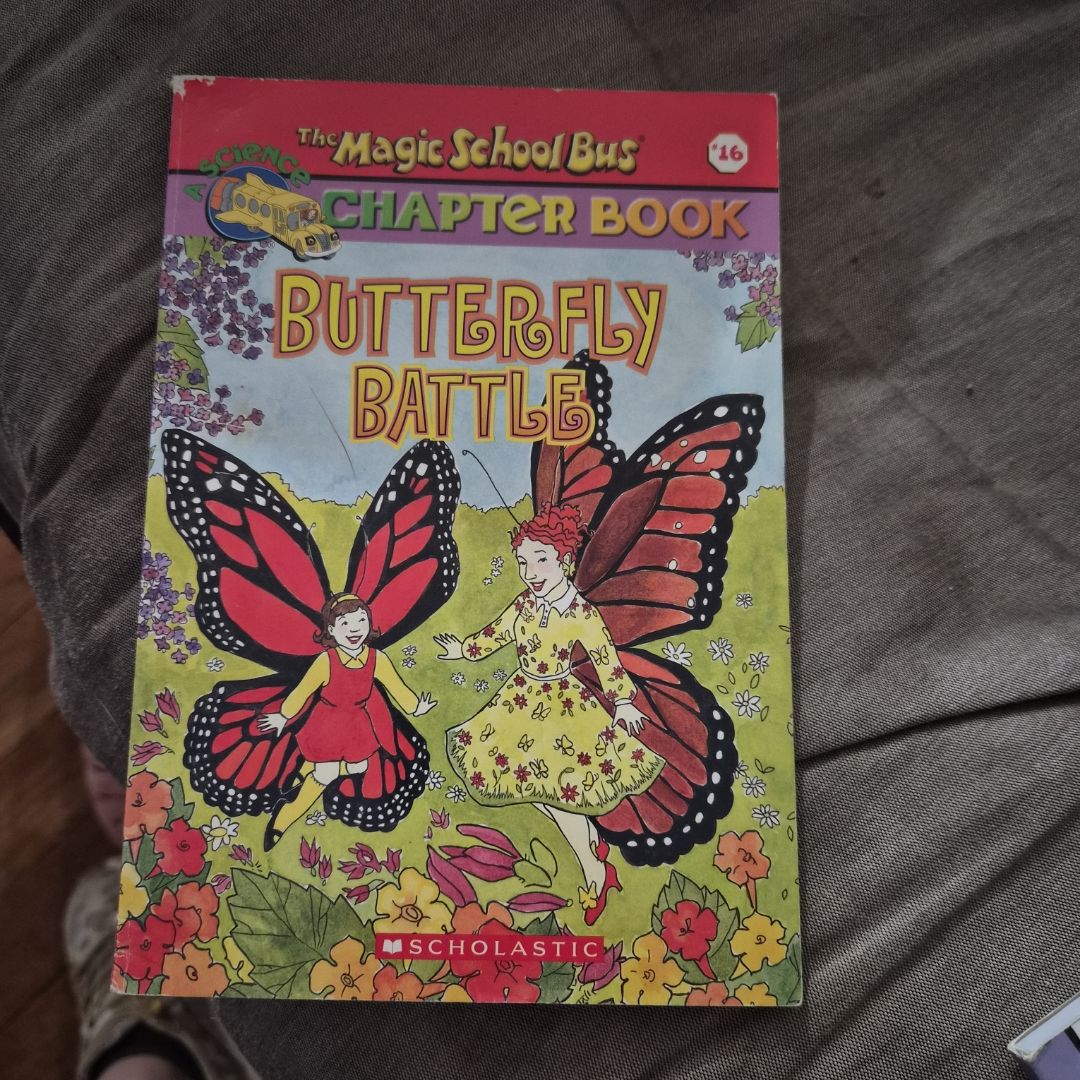 The Magic School Bus®
#16
A SCIENCE
CHAPTER BOOK
BUTTERFLY
BATTLE
SCHOLASTIC